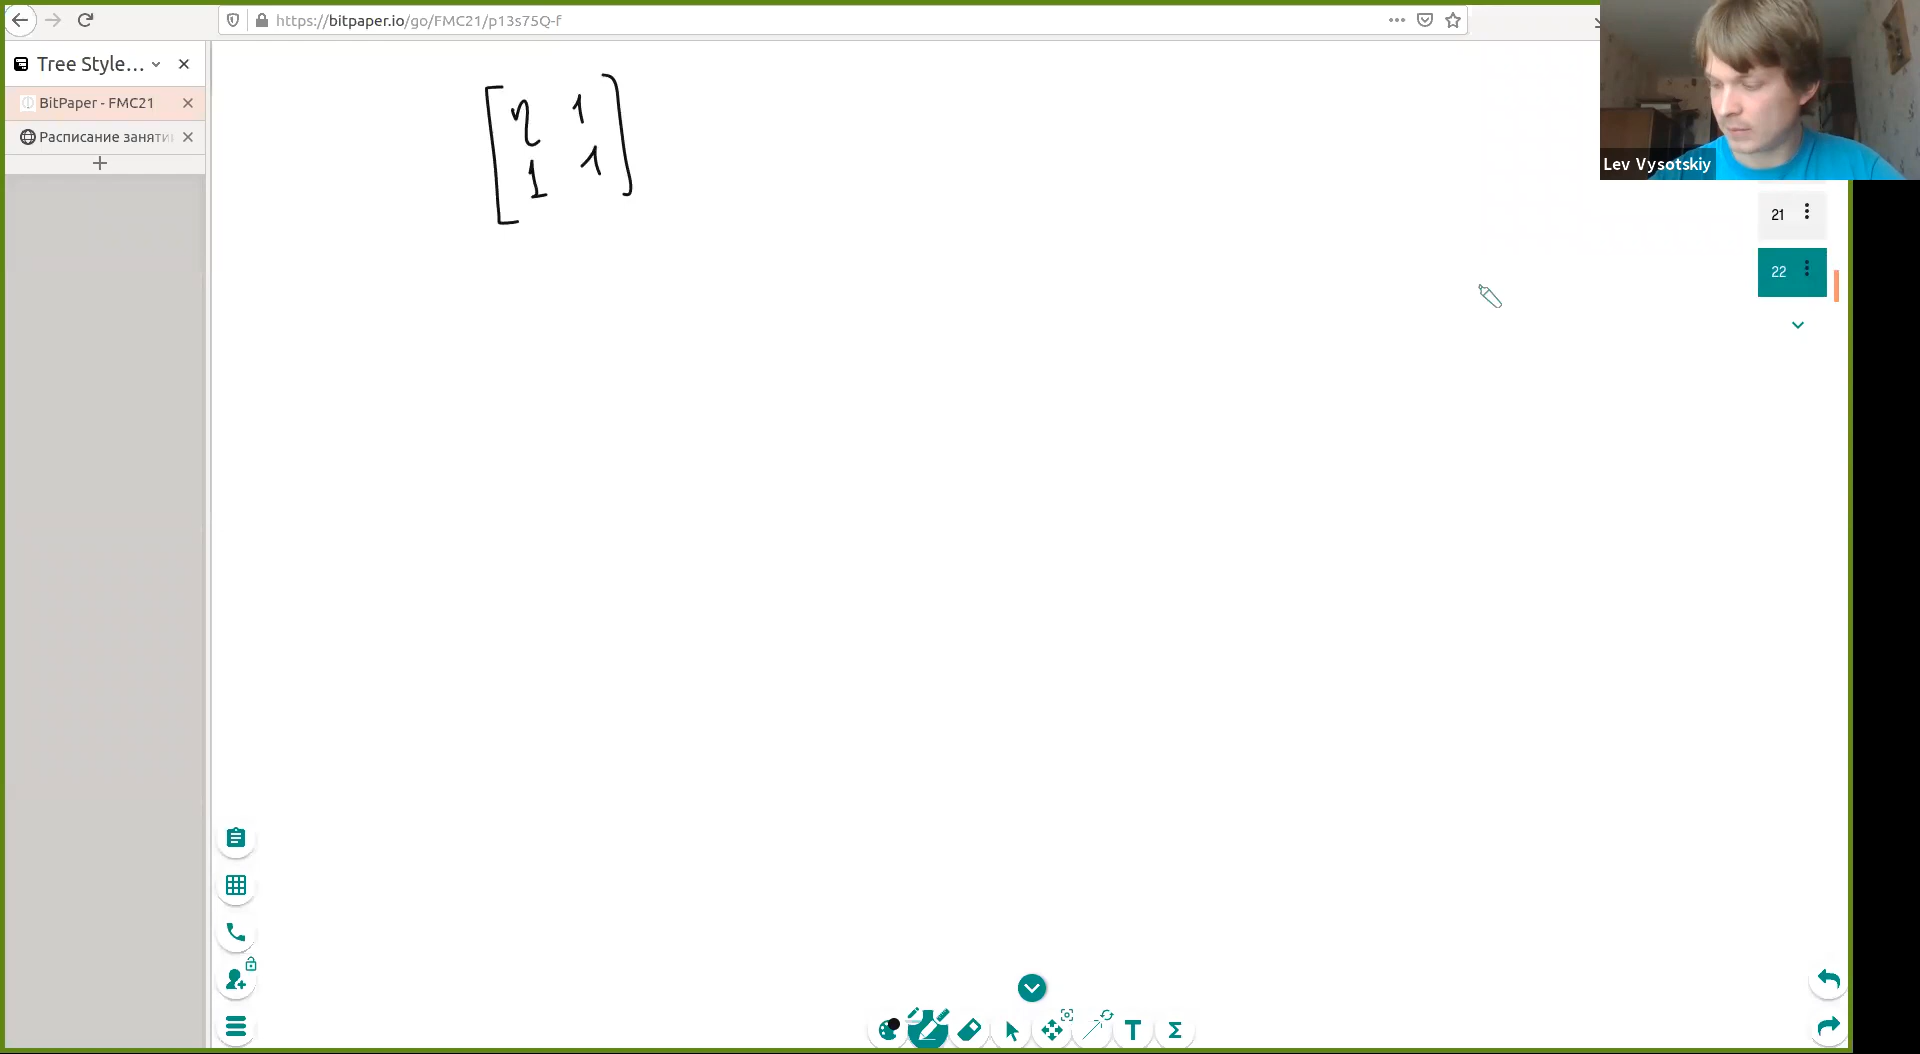 https://bitpaper.io/go/FMC21/p13s75Q-f
Tree Style...
BitPaper - FMC21
Расписание заняти
η 1
1 1
Lev Vysotskiy
21
22
T Σ